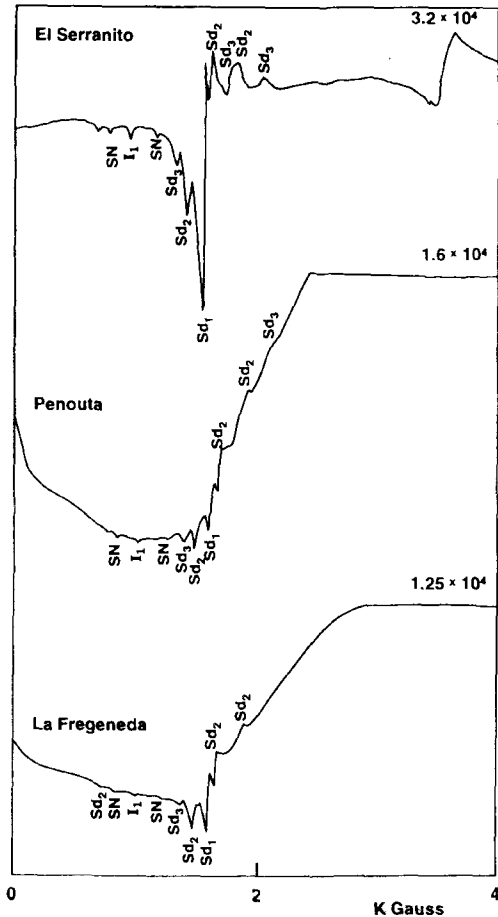 El Serranito
3.2 × 10⁴
Sd₂
Sd₃
Sd₂
Sd₃
SN
I₁
SN
Sd₃
Sd₂
Sd₁
1.6 × 10⁴
Penouta
Sd₃
Sd₂
Sd₂
SN
I₁
SN
Sd₃
Sd₂
Sd₁
1.25 × 10⁴
La Fregeneda
Sd₂
Sd₂
Sd₂
SN
I₁
SN
Sd₃
Sd₂
Sd₁
0
2
4
K Gauss